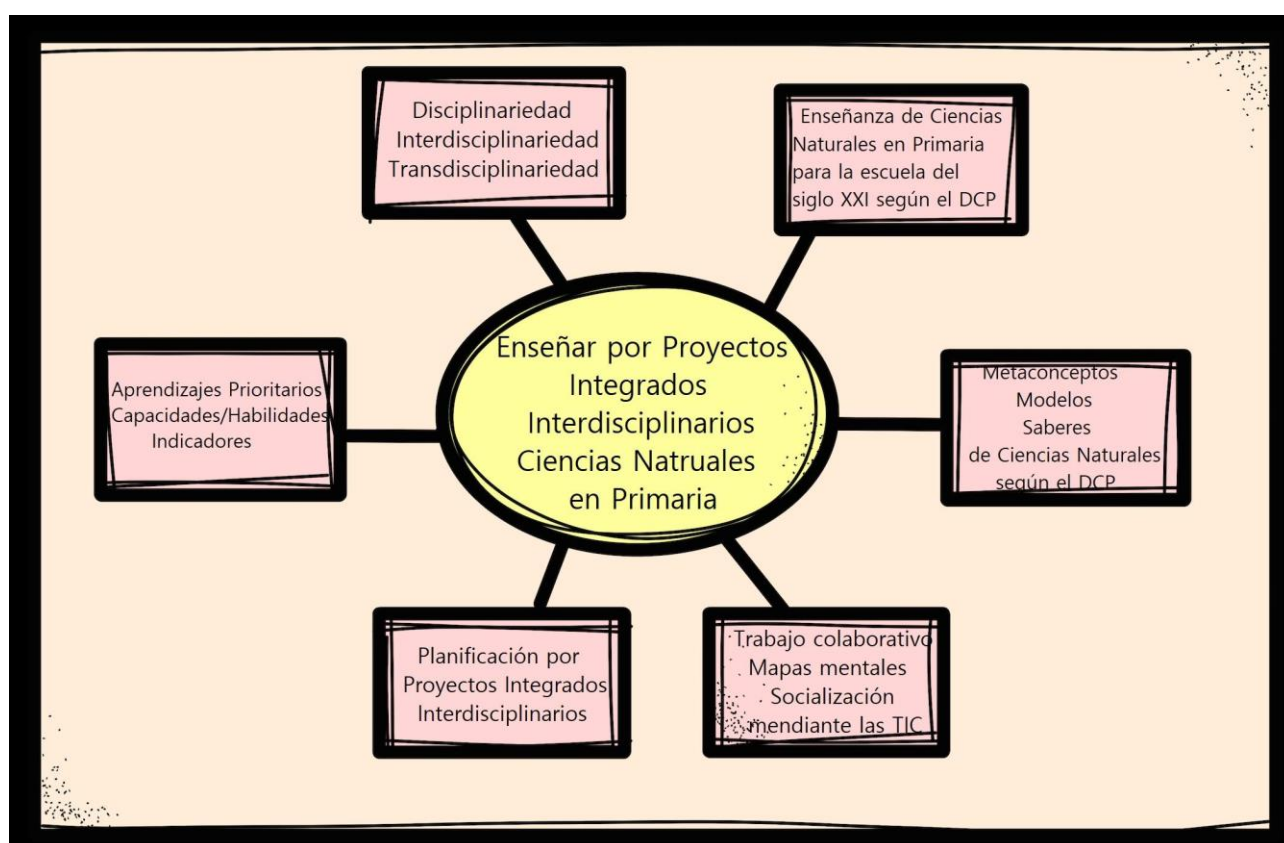 Disciplinariedad
Interdisciplinariedad
Transdisciplinariedad
Enseñanza de Ciencias
Naturales en Primaria
para la escuela del
siglo XXI según el DCP
Enseñar por Proyectos
Integrados
Interdisciplinarios
Ciencias Natruales
en Primaria
Aprendizajes Prioritarios
Capacidades/Habilidades
Indicadores
Metaconceptos
Modelos
Saberes
de Ciencias Naturales
según el DCP
Planificación por
Proyectos Integrados
Interdisciplinarios
Trabajo colaborativo
Mapas mentales
Socialización
mendiante las TIC